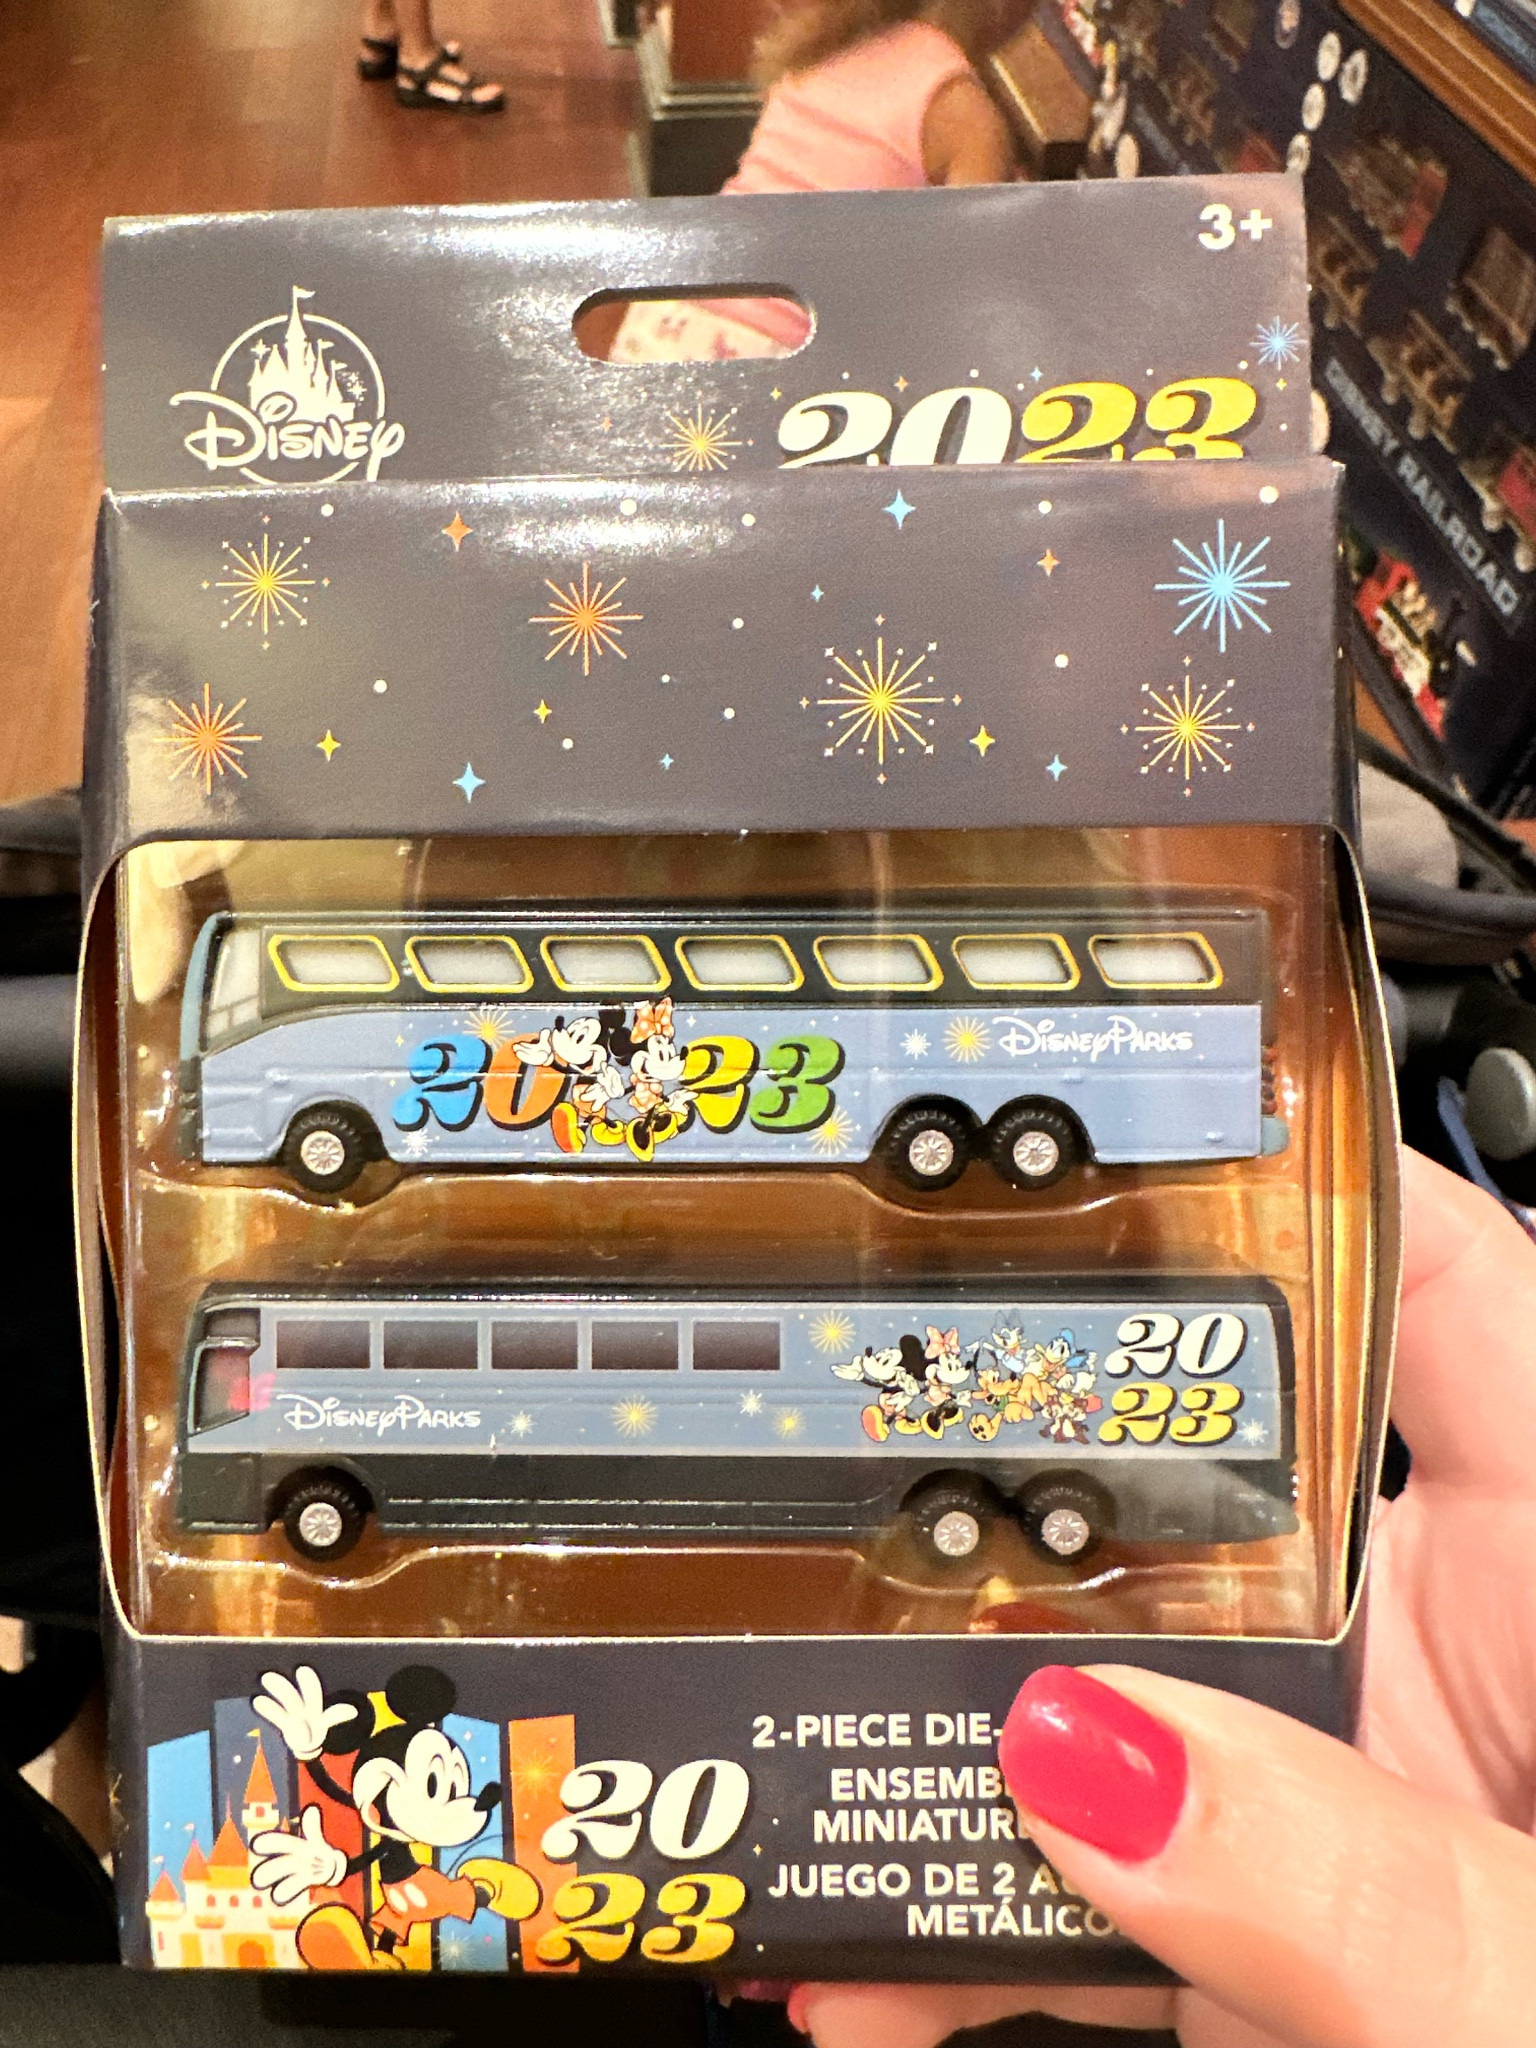 3+
Disney
2023
DISNEY RAILROAD
2023
Disney Parks
20
23
Disney Parks
20
23
2-PIECE DIE-
ENSEMB
MINIATUR
JUEGO DE 2 A
METÁLICO